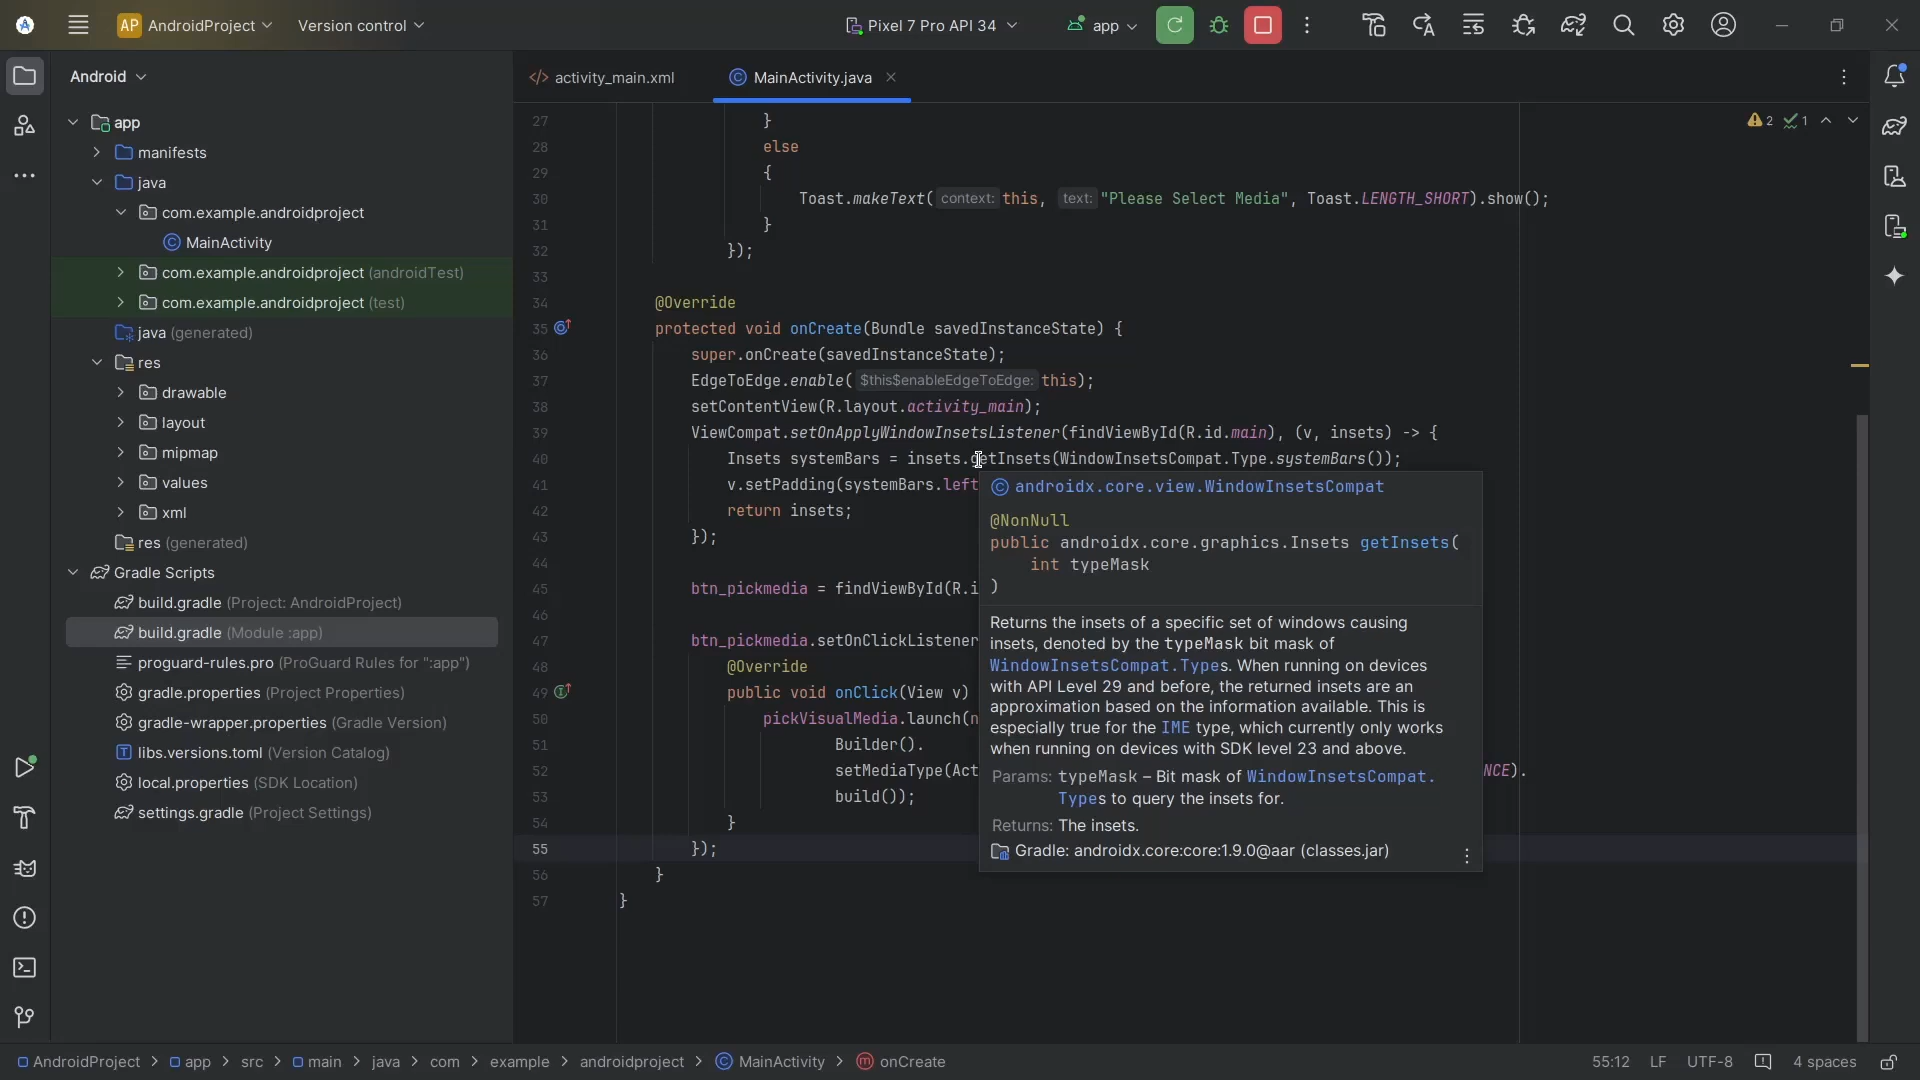 AP AndroidProject Version control Pixel 7 Pro API 34 app
Android
app
manifests
java
com.example.androidproject
MainActivity
com.example.androidproject (androidTest)
com.example.androidproject (test)
java (generated)
res
drawable
layout
mipmap
values
xml
res (generated)
Gradle Scripts
build.gradle (Project: AndroidProject)
build.gradle (Module :app)
proguard-rules.pro (ProGuard Rules for ":app")
gradle.properties (Project Properties)
gradle-wrapper.properties (Gradle Version)
libs.versions.toml (Version Catalog)
local.properties (SDK Location)
settings.gradle (Project Settings)
activity_main.xml MainActivity.java
2 1
27 }
28 else
29 {
30 Toast.makeText( context: this, text: "Please Select Media", Toast.LENGTH_SHORT).show();
31 }
32 });
33
34 @Override
35 protected void onCreate(Bundle savedInstanceState) {
36 super.onCreate(savedInstanceState);
37 EdgeToEdge.enable( $this$enableEdgeToEdge: this);
38 setContentView(R.layout.activity_main);
39 ViewCompat.setOnApplyWindowInsetsListener(findViewById(R.id.main), (v, insets) -> {
40 Insets systemBars = insets.getInsets(WindowInsetsCompat.Type.systemBars());
41 v.setPadding(systemBars.left
42 return insets;
43 });
44
45 btn_pickmedia = findViewById(R.i
46
47 btn_pickmedia.setOnClickListener
48 @Override
49 public void onClick(View v)
50 pickVisualMedia.launch(n
51 Builder().
52 setMediaType(Act NCE).
53 build());
54 }
55 });
56 }
57 }
androidx.core.view.WindowInsetsCompat
@NonNull
public androidx.core.graphics.Insets getInsets(
int typeMask
)
Returns the insets of a specific set of windows causing
insets, denoted by the typeMask bit mask of
WindowInsetsCompat.Types. When running on devices
with API Level 29 and before, the returned insets are an
approximation based on the information available. This is
especially true for the IME type, which currently only works
when running on devices with SDK level 23 and above.
Params: typeMask – Bit mask of WindowInsetsCompat.
Types to query the insets for.
Returns: The insets.
Gradle: androidx.core:core:1.9.0@aar (classes.jar)
AndroidProject > app > src > main > java > com > example > androidproject > MainActivity > onCreate 55:12 LF UTF-8 4 spaces